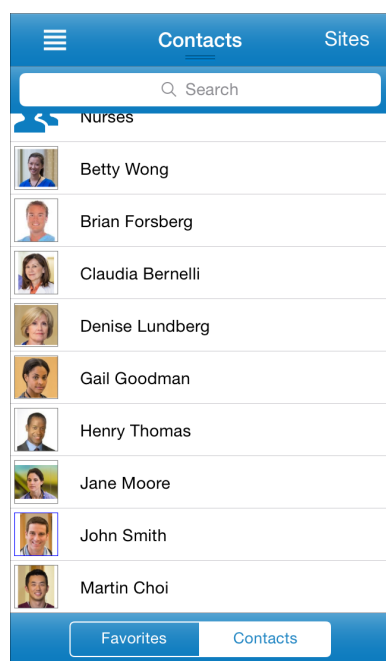 Contacts
Sites
Search
Nurses
Betty Wong
Brian Forsberg
Claudia Bernelli
Denise Lundberg
Gail Goodman
Henry Thomas
Jane Moore
John Smith
Martin Choi
Favorites
Contacts